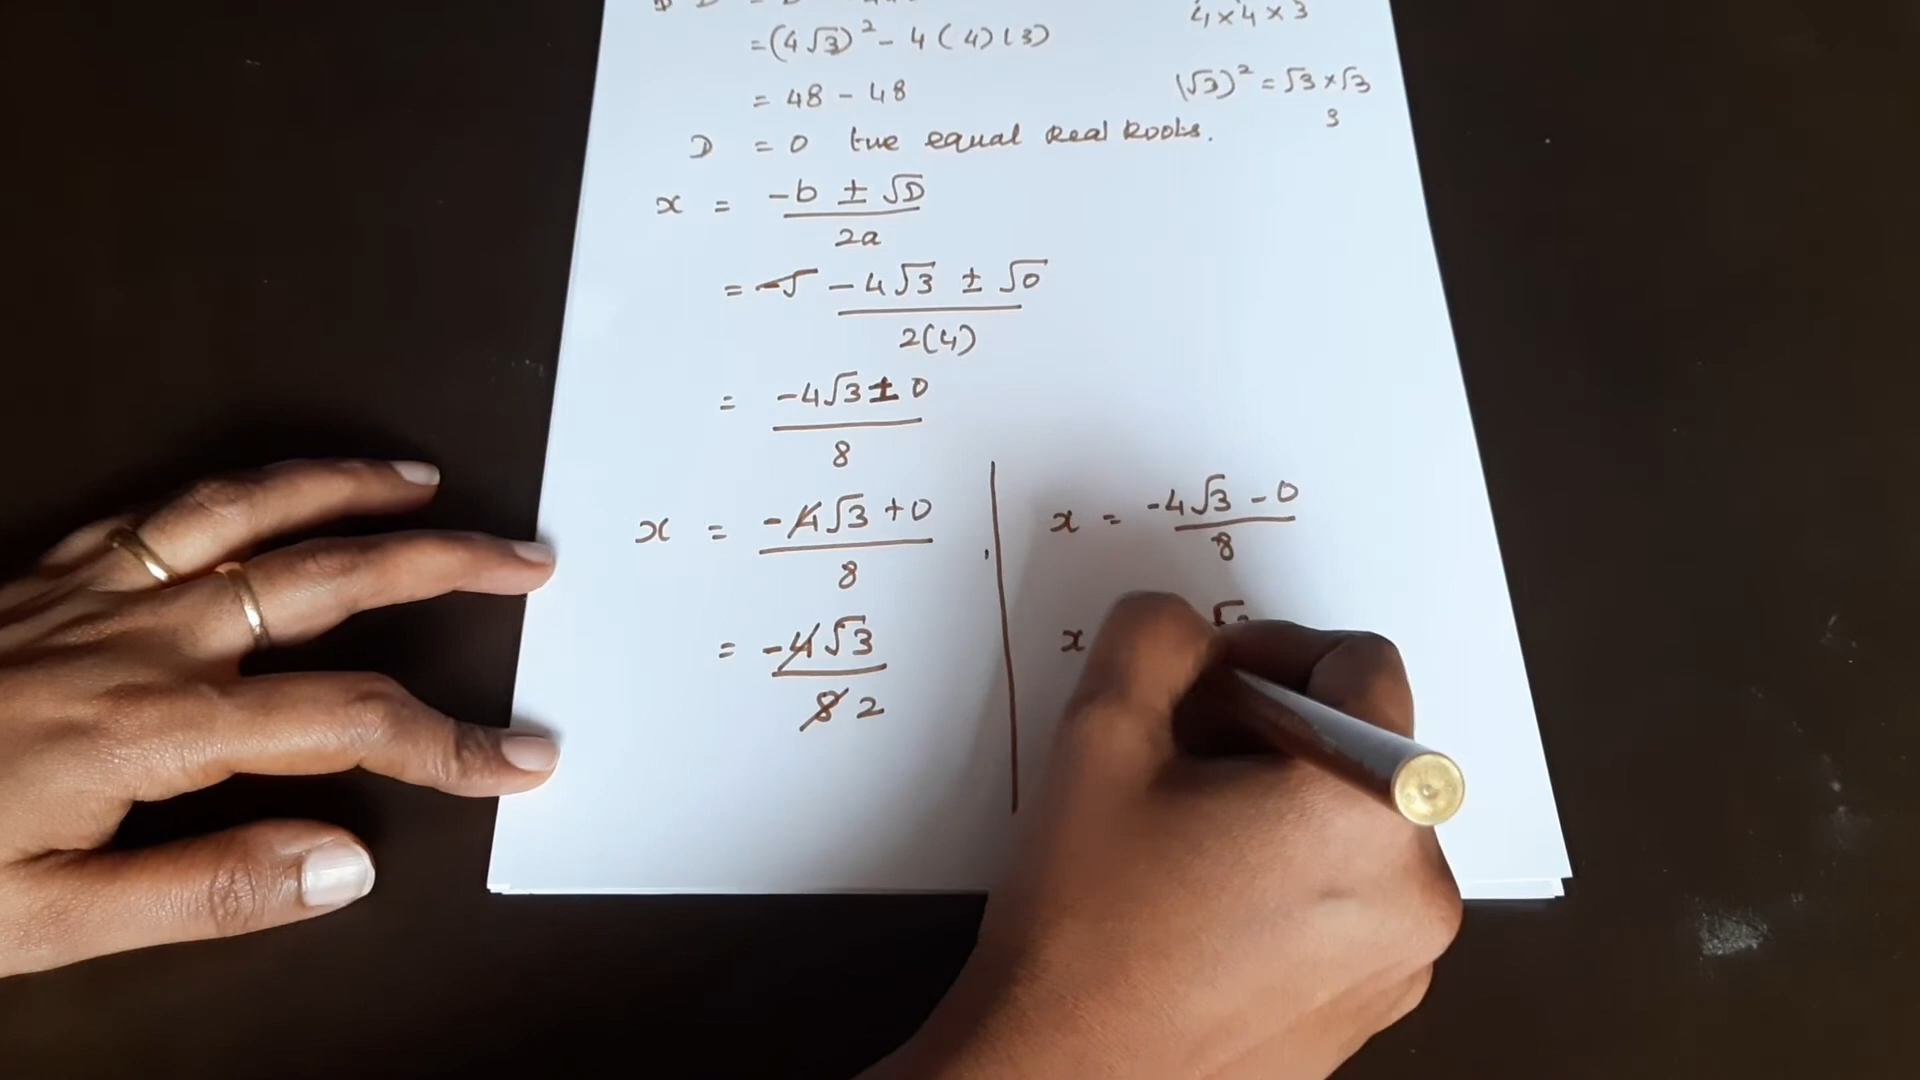 4 × 4 × 3
= (4√3)² - 4(4)(3)
= 48 - 48
(√3)² = √3 × √3
3
D = 0 tue equal Real Roots.
x = -b ± √D / 2a
= -4√3 ± √0 / 2(4)
= -4√3 ± 0 / 8
x = -4√3 + 0 / 8
= -4√3 / 8 2
x = -4√3 - 0 / 8
x